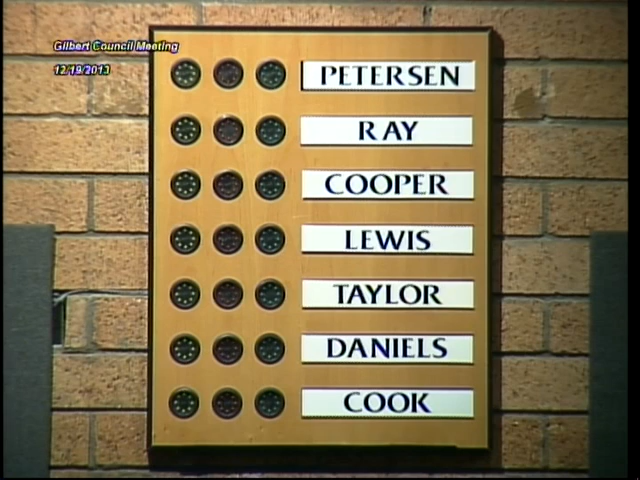 Gilbert Council Meeting
12/19/2013
PETERSEN
RAY
COOPER
LEWIS
TAYLOR
DANIELS
COOK